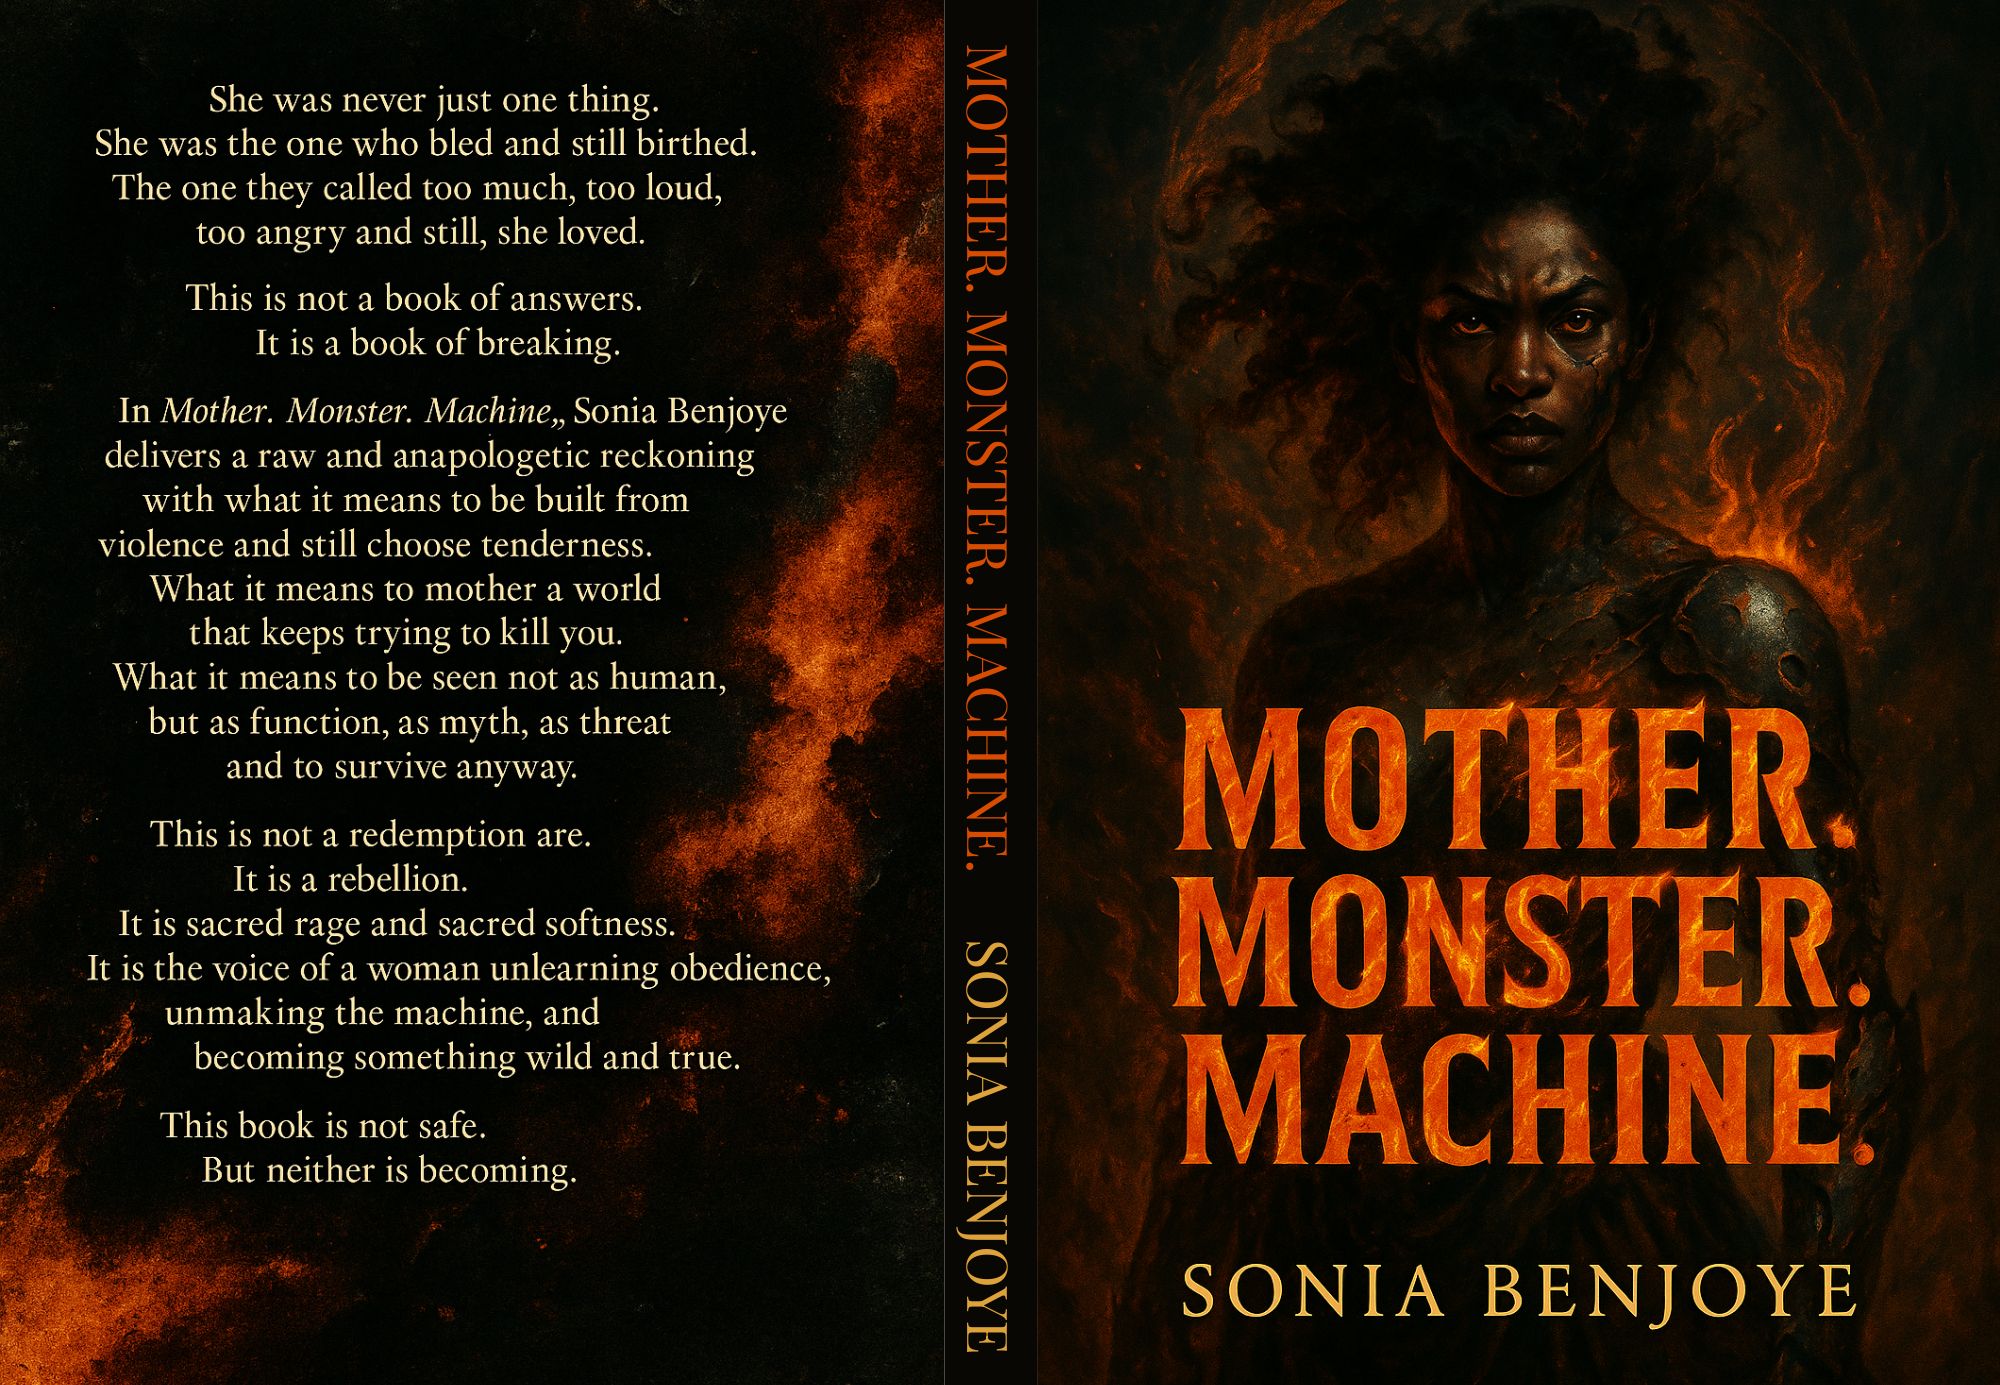 She was never just one thing.
She was the one who bled and still birthed.
The one they called too much, too loud,
too angry and still, she loved.
This is not a book of answers.
It is a book of breaking.
In Mother. Monster. Machine,, Sonia Benjoye
delivers a raw and anapologetic reckoning
with what it means to be built from
violence and still choose tenderness.
What it means to mother a world
that keeps trying to kill you.
What it means to be seen not as human,
but as function, as myth, as threat
and to survive anyway.
This is not a redemption are.
It is a rebellion.
It is sacred rage and sacred softness.
It is the voice of a woman unlearning obedience,
unmaking the machine, and
becoming something wild and true.
This book is not safe.
But neither is becoming.
MOTHER. MONSTER. MACHINE. SONIA BENJOYE
MOTHER.
MONSTER.
MACHINE.
SONIA BENJOYE